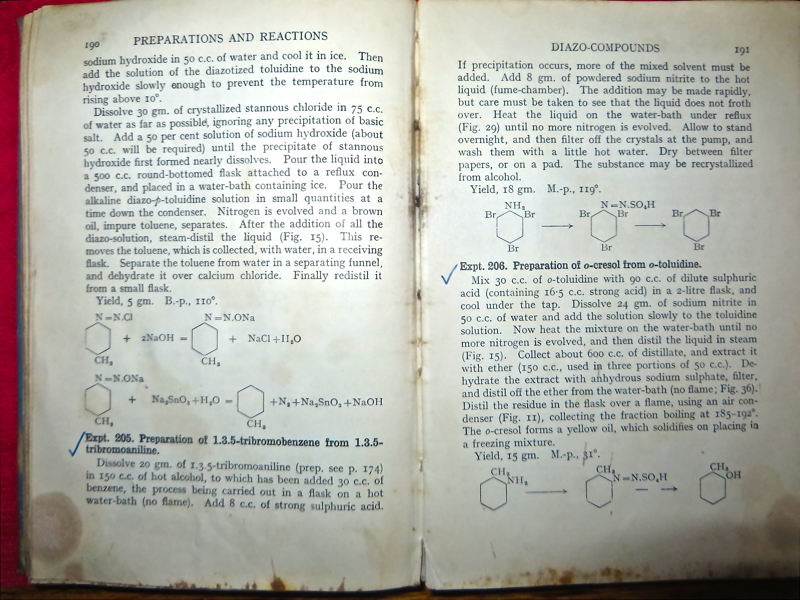 190 PREPARATIONS AND REACTIONS
sodium hydroxide in 50 c.c. of water and cool it in ice. Then
add the solution of the diazotized toluidine to the sodium
hydroxide slowly enough to prevent the temperature from
rising above 10°.
Dissolve 30 gm. of crystallized stannous chloride in 75 c.c.
of water as far as possible, ignoring any precipitation of basic
salt. Add a 50 per cent solution of sodium hydroxide (about
50 c.c. will be required) until the precipitate of stannous
hydroxide first formed nearly dissolves. Pour the liquid into
a 500 c.c. round-bottomed flask attached to a reflux con-
denser, and placed in a water-bath containing ice. Pour the
alkaline diazo-p-toluidine solution in small quantities at a
time down the condenser. Nitrogen is evolved and a brown
oil, impure toluene, separates. After the addition of all the
diazo-solution, steam-distil the liquid (Fig. 15). This re-
moves the toluene, which is collected, with water, in a receiving
flask. Separate the toluene from water in a separating funnel,
and dehydrate it over calcium chloride. Finally redistil it
from a small flask.
Yield, 5 gm. B.-p., 110°.
N=N.Cl N=N.ONa
+ 2NaOH = + NaCl+H₂O
CH₃ CH₃
N=N.ONa
+ Na₂SnO₂+H₂O = +N₂+Na₂SnO₃+NaOH
CH₃ CH₃
Expt. 205. Preparation of 1.3.5-tribromobenzene from 1.3.5-
tribromoaniline.
Dissolve 20 gm. of 1.3.5-tribromoaniline (prep. see p. 174)
in 150 c.c. of hot alcohol, to which has been added 30 c.c. of
benzene, the process being carried out in a flask on a hot
water-bath (no flame). Add 8 c.c. of strong sulphuric acid.
DIAZO-COMPOUNDS 191
If precipitation occurs, more of the mixed solvent must be
added. Add 8 gm. of powdered sodium nitrite to the hot
liquid (fume-chamber). The addition may be made rapidly,
but care must be taken to see that the liquid does not froth
over. Heat the liquid on the water-bath under reflux
(Fig. 29) until no more nitrogen is evolved. Allow to stand
overnight, and then filter off the crystals at the pump, and
wash them with a little hot water. Dry between filter
papers, or on a pad. The substance may be recrystallized
from alcohol.
Yield, 18 gm. M.-p., 119°.
NH₂ N=N.SO₄H
Br Br Br Br Br Br
Br Br Br
Expt. 206. Preparation of o-cresol from o-toluidine.
Mix 30 c.c. of o-toluidine with 90 c.c. of dilute sulphuric
acid (containing 16·5 c.c. strong acid) in a 2-litre flask, and
cool under the tap. Dissolve 24 gm. of sodium nitrite in
50 c.c. of water and add the solution slowly to the toluidine
solution. Now heat the mixture on the water-bath until no
more nitrogen is evolved, and then distil the liquid in steam
(Fig. 15). Collect about 600 c.c. of distillate, and extract it
with ether (150 c.c., used in three portions of 50 c.c.). De-
hydrate the extract with anhydrous sodium sulphate, filter,
and distil off the ether from the water-bath (no flame; Fig. 36).
Distil the residue in the flask over a flame, using an air con-
denser (Fig. 11), collecting the fraction boiling at 185-192°.
The o-cresol forms a yellow oil, which solidifies on placing in
a freezing mixture.
Yield, 15 gm. M.-p., 31°.
CH₃ CH₃ CH₃
NH₂ N=N.SO₄H OH